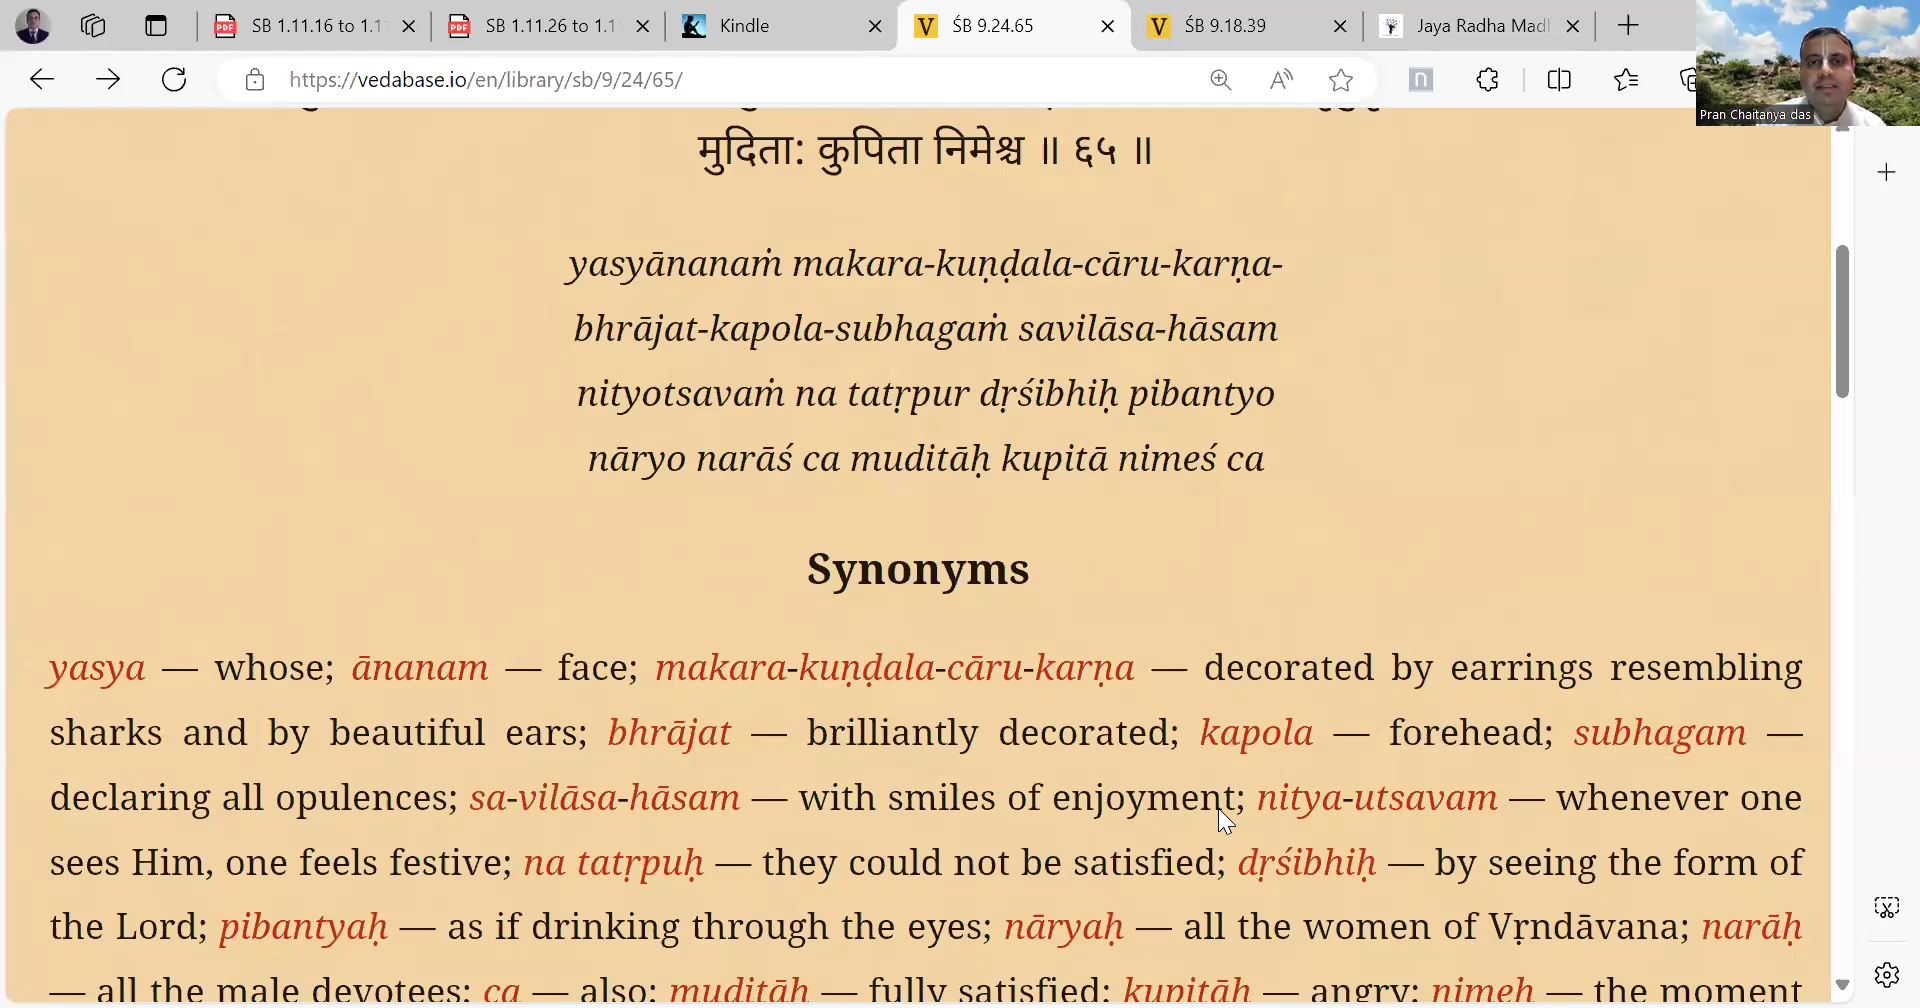 SB 1.11.16 to 1.1
SB 1.11.26 to 1.1
Kindle
ŚB 9.24.65
ŚB 9.18.39
Jaya Radha Mad
https://vedabase.io/en/library/sb/9/24/65/
Pran Chaitanya das
मुदिता: कुपिता निमेश्च ॥ ६५ ॥
yasyānanaṁ makara-kuṇḍala-cāru-karṇa-
bhrājat-kapola-subhagaṁ savilāsa-hāsam
nityotsavaṁ na tatṛpur dṛśibhiḥ pibantyo
nāryo narāś ca muditāḥ kupitā nimeś ca
Synonyms
yasya — whose; ānanam — face; makara-kuṇḍala-cāru-karṇa — decorated by earrings resembling
sharks and by beautiful ears; bhrājat — brilliantly decorated; kapola — forehead; subhagam —
declaring all opulences; sa-vilāsa-hāsam — with smiles of enjoyment; nitya-utsavam — whenever one
sees Him, one feels festive; na tatṛpuḥ — they could not be satisfied; dṛśibhiḥ — by seeing the form of
the Lord; pibantyaḥ — as if drinking through the eyes; nāryaḥ — all the women of Vṛndāvana; narāḥ
— all the male devotees; ca — also; muditāḥ — fully satisfied; kupitāḥ — angry; nimeḥ — the moment